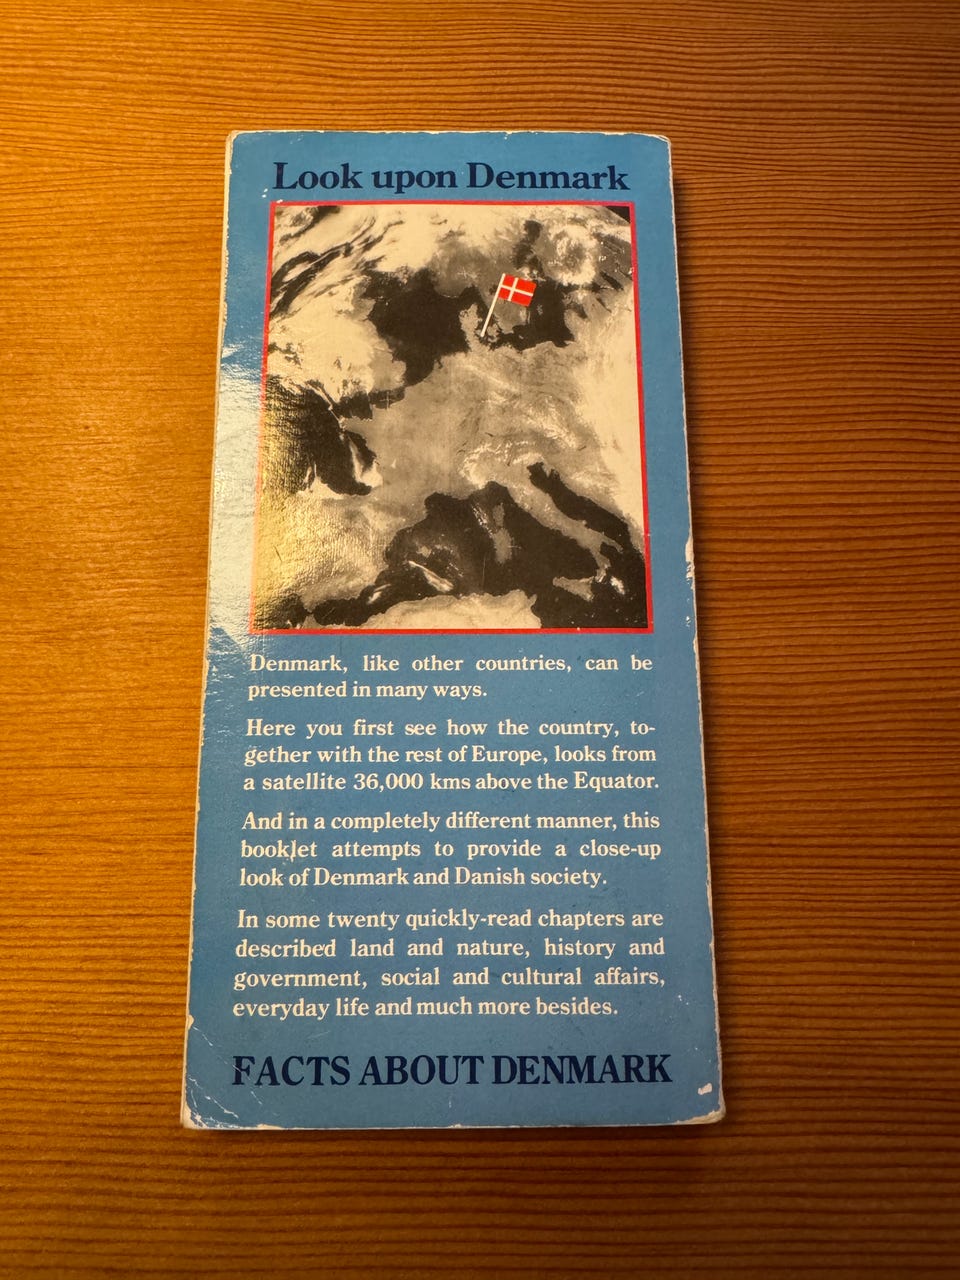 Look upon Denmark
Denmark, like other countries, can be
presented in many ways.
Here you first see how the country, to-
gether with the rest of Europe, looks from
a satellite 36,000 kms above the Equator.
And in a completely different manner, this
booklet attempts to provide a close-up
look of Denmark and Danish society.
In some twenty quickly-read chapters are
described land and nature, history and
government, social and cultural affairs,
everyday life and much more besides.
FACTS ABOUT DENMARK